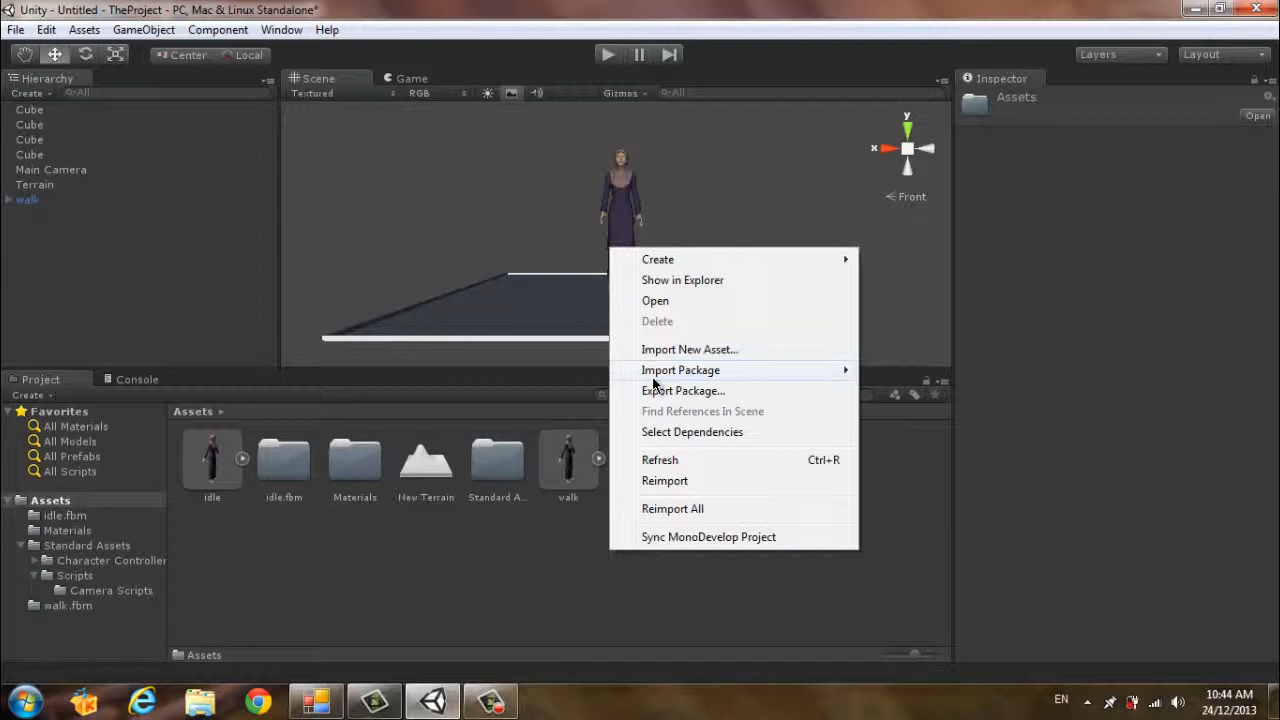 Unity - Untitled - TheProject - PC, Mac & Linux Standalone*
File Edit Assets GameObject Component Window Help
Center Local Layers Layout
Hierarchy Scene Game Inspector
Create All Textured RGB Gizmos All Assets
Open
Cube
Cube
Cube
Cube
Main Camera
Terrain
walk
y
x
Front
Create
Show in Explorer
Open
Delete
Import New Asset...
Import Package
Export Package...
Find References In Scene
Select Dependencies
Refresh Ctrl+R
Reimport
Reimport All
Sync MonoDevelop Project
Project Console
Create
Favorites
All Materials
All Models
All Prefabs
All Scripts
Assets
idle.fbm
Materials
Standard Assets
Character Controller
Scripts
Camera Scripts
walk.fbm
Assets
idle idle.fbm Materials New Terrain Standard A... walk
Assets
EN
10:44 AM
24/12/2013